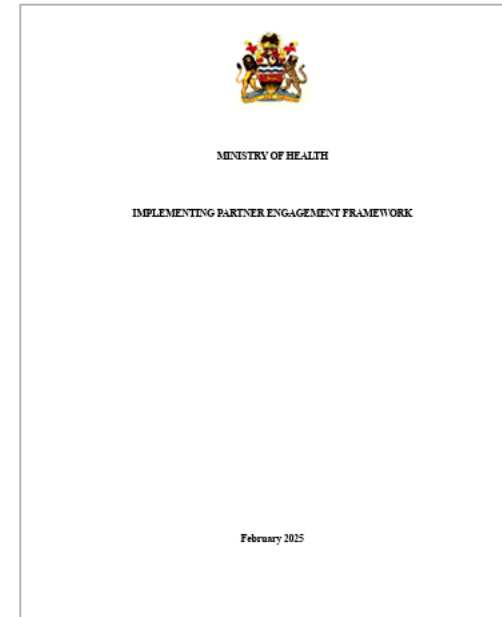 MINISTRY OF HEALTH
IMPLEMENTING PARTNER ENGAGEMENT FRAMEWORK
February 2025